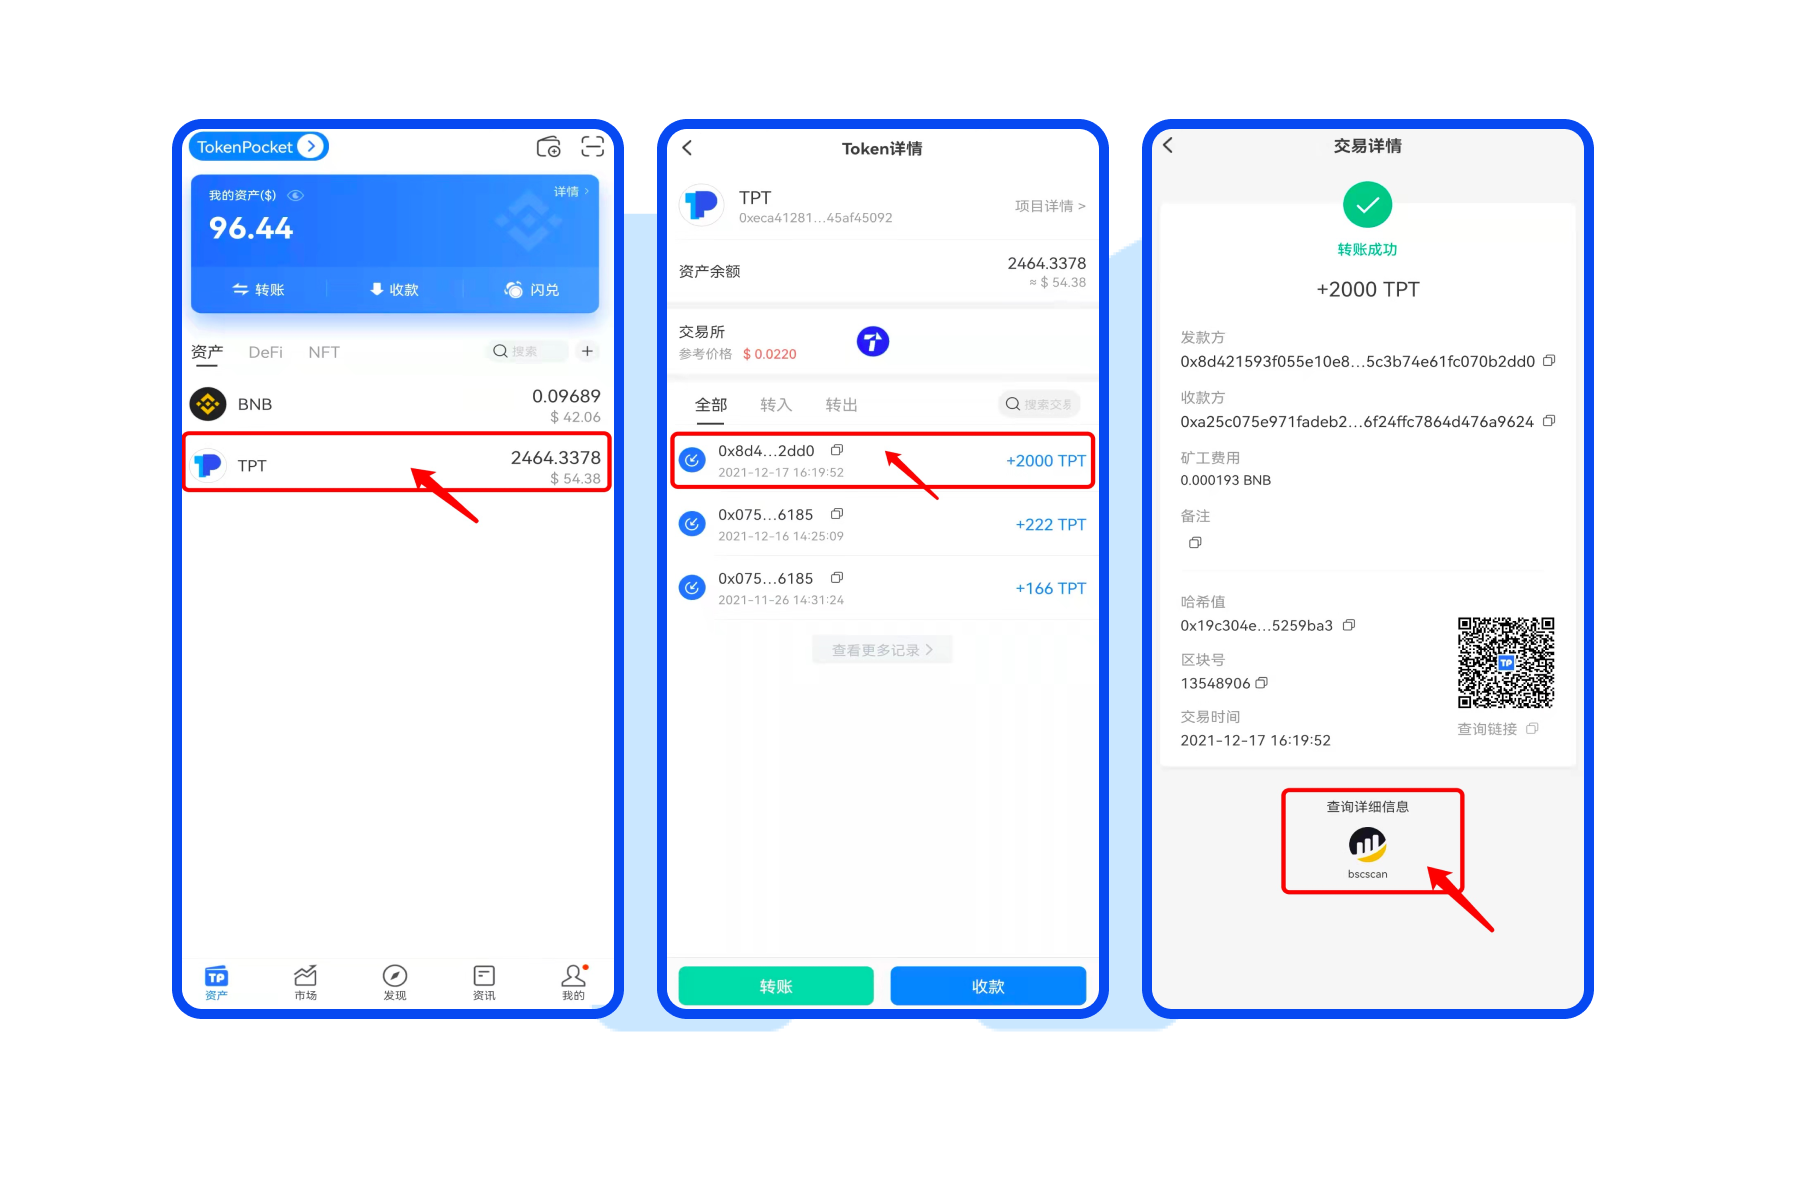 TokenPocket
我的资产($)
详情 >
96.44
转账
收款
闪兑
资产
DeFi
NFT
搜索
BNB
0.09689
$ 42.06
TPT
2464.3378
$ 54.38
TP
资产
市场
发现
资讯
我的
Token详情
TPT
0xeca41281...45af45092
项目详情 >
资产余额
2464.3378
≈ $ 54.38
交易所
参考价格 $ 0.0220
全部
转入
转出
搜索交易
0x8d4...2dd0
+2000 TPT
2021-12-17 16:19:52
0x075...6185
+222 TPT
2021-12-16 14:25:09
0x075...6185
+166 TPT
2021-11-26 14:31:24
查看更多记录 >
转账
收款
交易详情
转账成功
+2000 TPT
发款方
0x8d421593f055e10e8...5c3b74e61fc070b2dd0
收款方
0xa25c075e971fadeb2...6f24ffc7864d476a9624
矿工费用
0.000193 BNB
备注
哈希值
0x19c304e...5259ba3
区块号
13548906
交易时间
2021-12-17 16:19:52
TP
查询链接
查询详细信息
bscscan